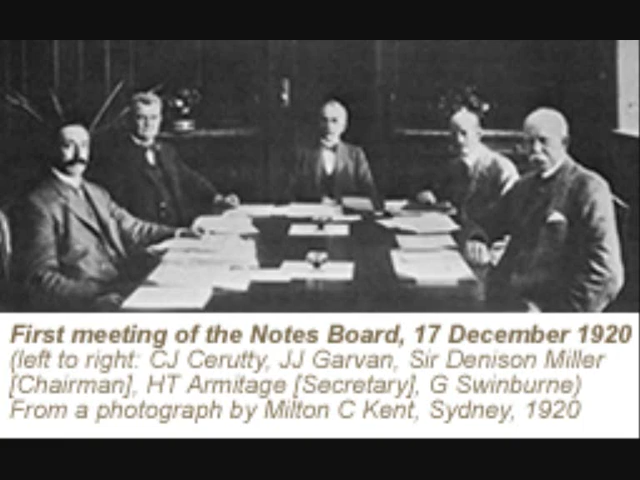 First meeting of the Notes Board, 17 December 1920
(left to right: CJ Cerutty, JJ Garvan, Sir Denison Miller
[Chairman], HT Armitage [Secretary], G Swinburne)
From a photograph by Milton C Kent, Sydney, 1920